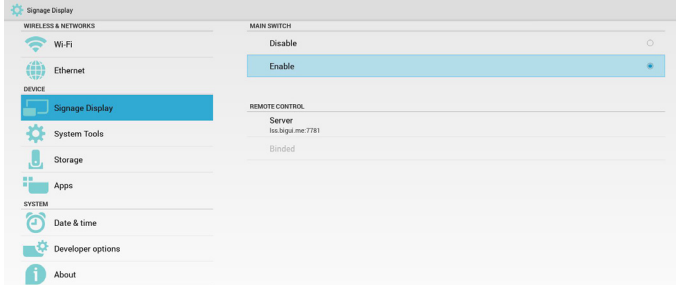 Signage Display
WIRELESS & NETWORKS
Wi-Fi
Ethernet
DEVICE
Signage Display
System Tools
Storage
Apps
SYSTEM
Date & time
Developer options
About
MAIN SWITCH
Disable
Enable
REMOTE CONTROL
Server
lss.bigui.me:7781
Binded